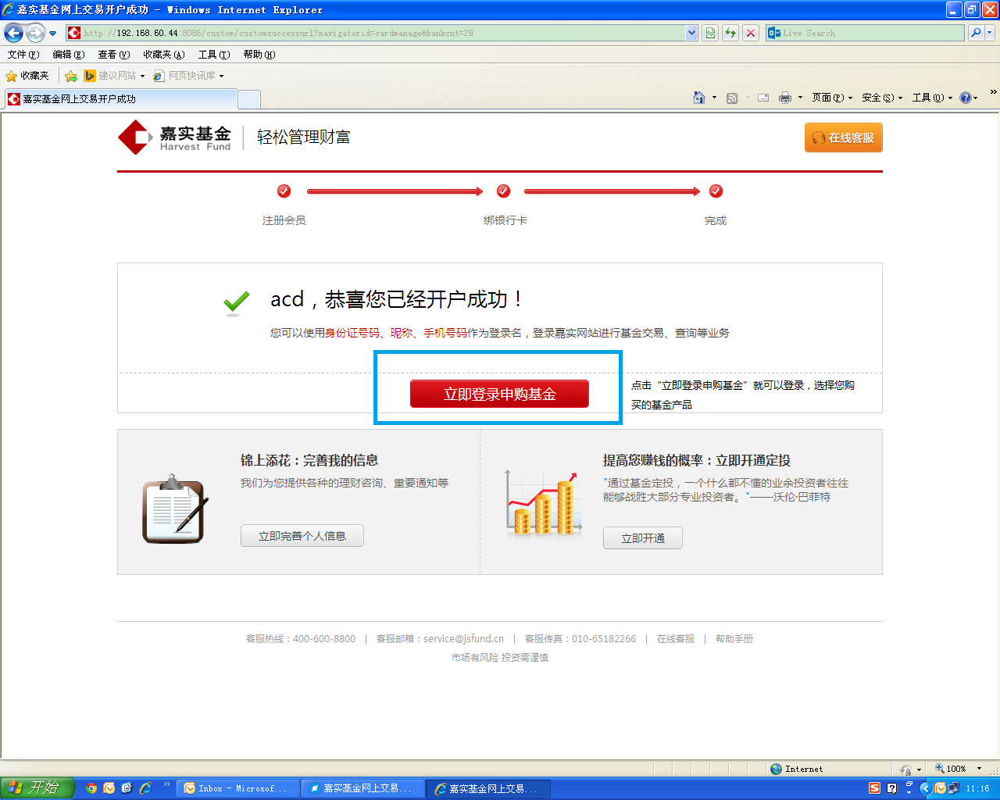 嘉实基金网上交易开户成功 - Windows Internet Explorer
http://192.168.60.44:8086/custom/customsuccessurl?navigatorid=cardmanage&bankcnt=29
Live Search
文件(F) 编辑(E) 查看(V) 收藏夹(A) 工具(T) 帮助(H)
收藏夹 建议网站 网页快讯库
嘉实基金网上交易开户成功
页面(P) 安全(S) 工具(O)
嘉实基金
Harvest Fund
轻松管理财富
在线客服
注册会员 绑银行卡 完成
acd，恭喜您已经开户成功！
您可以使用身份证号码、昵称、手机号码作为登录名，登录嘉实网站进行基金交易、查询等业务
立即登录申购基金
点击“立即登录申购基金”就可以登录，选择您购
买的基金产品
锦上添花：完善我的信息
我们为您提供各种的理财咨询、重要通知等
立即完善个人信息
提高您赚钱的概率：立即开通定投
"通过基金定投，一个什么都不懂的业余投资者往往
能够战胜大部分专业投资者。"——沃伦·巴菲特
立即开通
客服热线：400-600-8800 | 客服邮箱：service@jsfund.cn | 客服传真：010-65182266 | 在线客服 | 帮助手册
市场有风险 投资需谨慎
Internet
100%
开始
Inbox - Microsof...
嘉实基金网上交易...
嘉实基金网上交易...
11:16